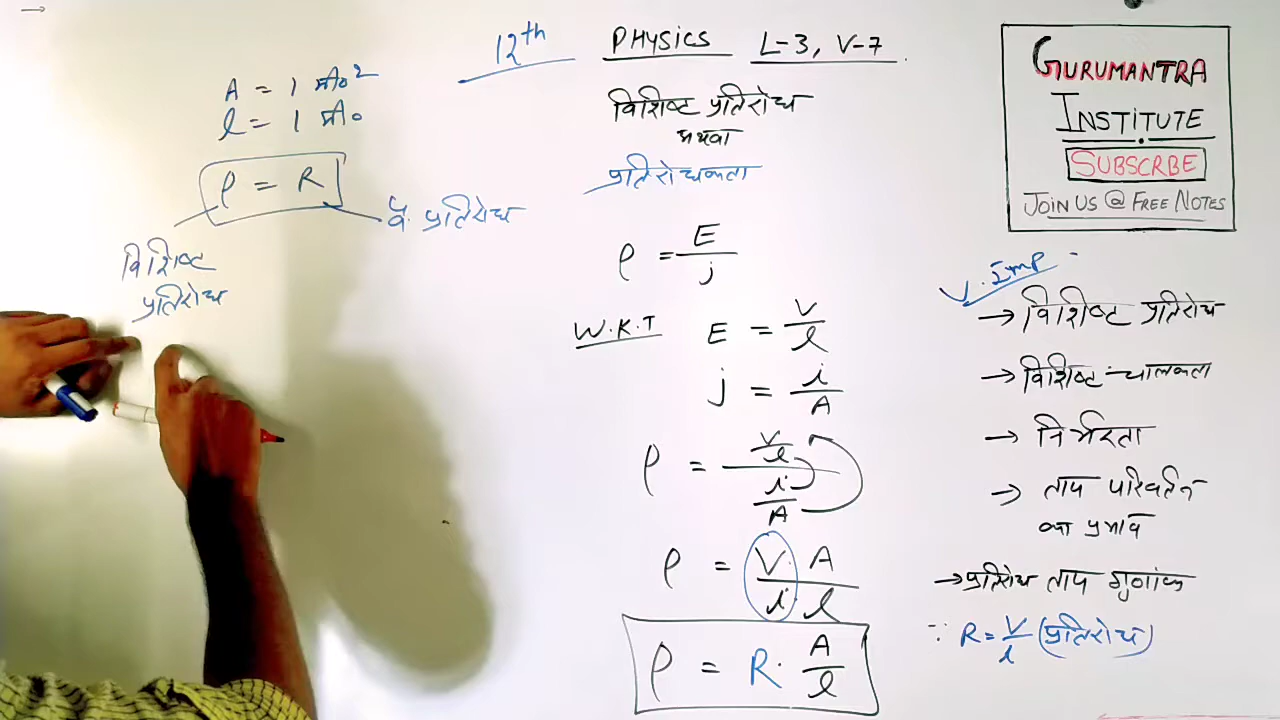 12th PHYSICS L-3, V-7.
A = 1 मी०²
l = 1 मी०
ρ = R
प्रतिरोध
विशिष्ट
प्रतिरोध
विशिष्ट प्रतिरोध
अथवा
प्रतिरोधकता
ρ = E/j
W.K.T E = V/l
j = i/A
ρ = V/l / i/A
ρ = V/i · A/l
ρ = R · A/l
GURUMANTRA
INSTITUTE
SUBSCRBE
JOIN US @ FREE NOTES
V. Imp
→ विशिष्ट प्रतिरोध
→ विशिष्ट चालकता
→ निर्भरता
→ ताप परिवर्तन
का प्रभाव
→ प्रतिरोध ताप गुणांक
∵ R = V/i (प्रतिरोध)